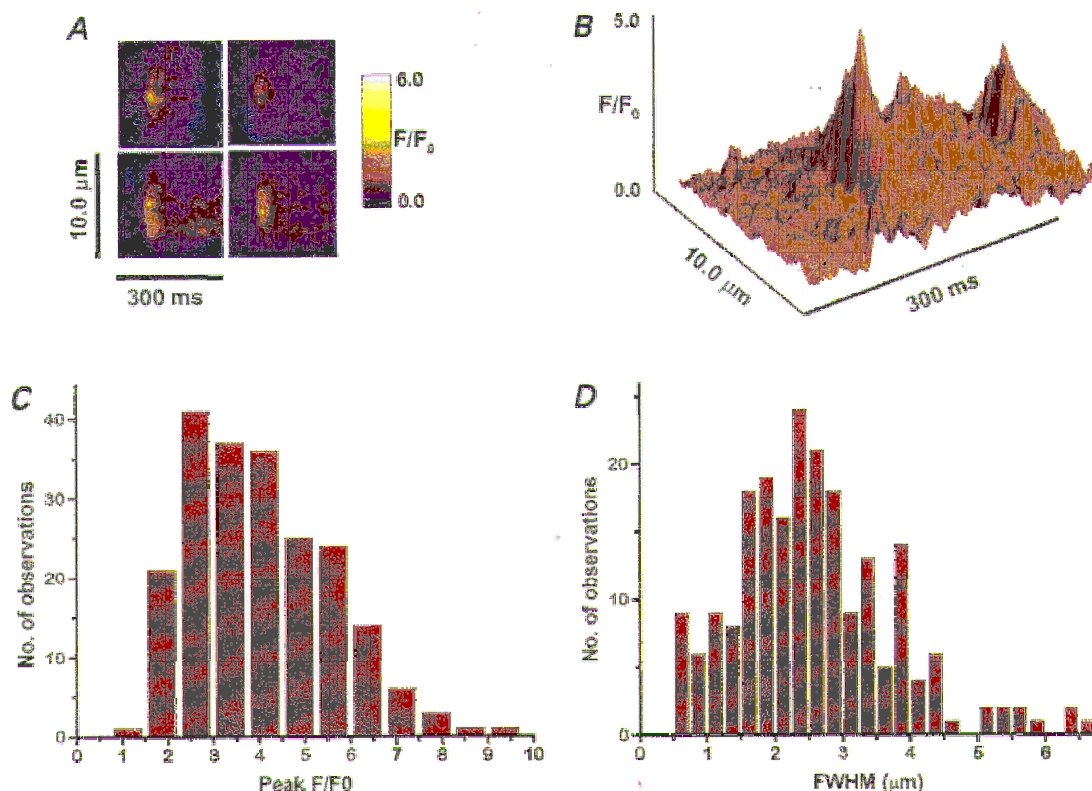 A
6.0
F/F0
0.0
10.0 μm
300 ms
B
5.0
F/F0
0.0
10.0 μm
300 ms
C
No. of observations
40
30
20
10
0
0 1 2 3 4 5 6 7 8 9 10
Peak F/F0
D
No. of observations
20
10
0
0 1 2 3 4 5 6
FWHM (μm)